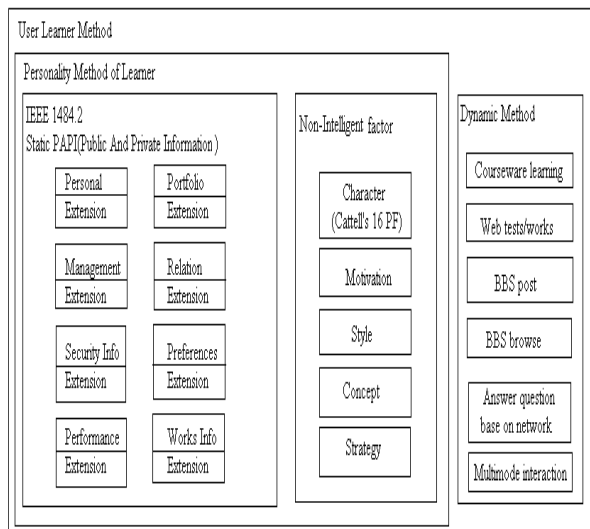 User Learner Method
Personality Method of Learner
IEEE 1484.2
Static PAPI(Public And Private Information )
Personal
Extension
Portfolio
Extension
Management
Extension
Relation
Extension
Security Info
Extension
Preferences
Extension
Performance
Extension
Works Info
Extension
Non-Intelligent factor
Character
(Cattell's 16 PF)
Motivation
Style
Concept
Strategy
Dynamic Method
Courseware learning
Web tests/works
BBS post
BBS browse
Answer question
base on network
Multimode interaction